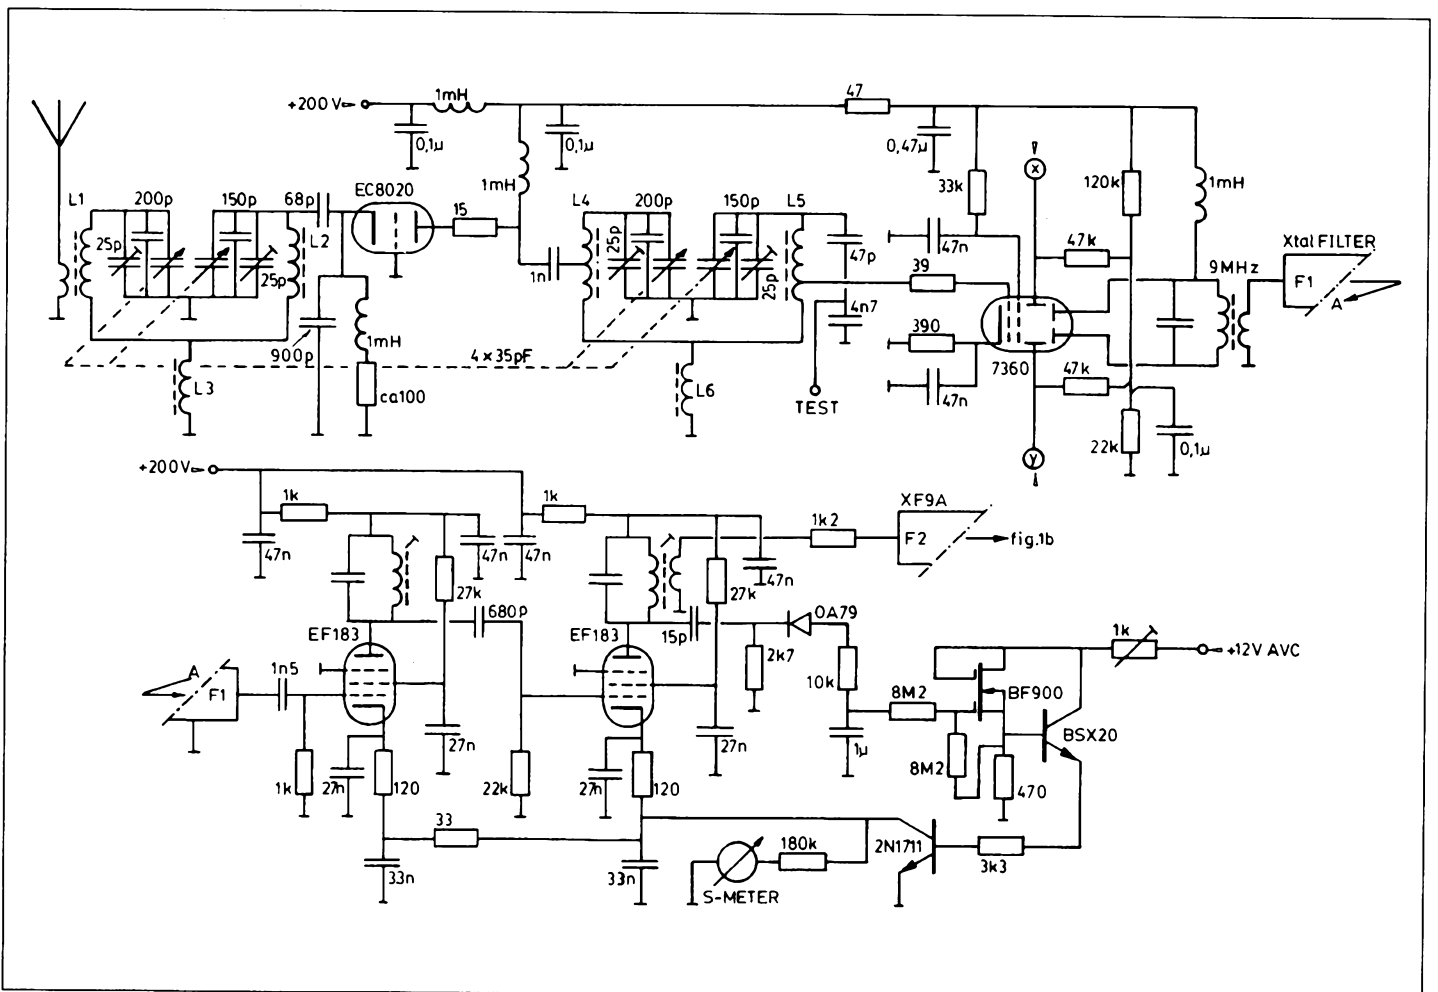 +200V
1mH
0,1µ
0,1µ
47
0,47µ
1mH
33k
x
120k
1mH
L1
200p
150p
68p
EC8020
15
L4
200p
150p
L5
25p
25p
L2
1n
25p
25p
47p
47n
47k
39
Xtal FILTER
9MHz
F1
A
900p
1mH
4×35pF
4n7
390
7360
47k
L3
ca100
L6
TEST
47n
22k
0,1µ
y
+200V
1k
1k
XF9A
47n
47n
47n
1k2
F2
fig.1b
47n
27k
27k
680p
OA79
EF183
EF183
15p
1k
+12V AVC
A
F1
1n5
2k7
10k
8M2
BF900
BSX20
27n
27n
1µ
8M2
1k
27n
120
22k
27n
120
470
33
180k
2N1711
3k3
33n
33n
S-METER